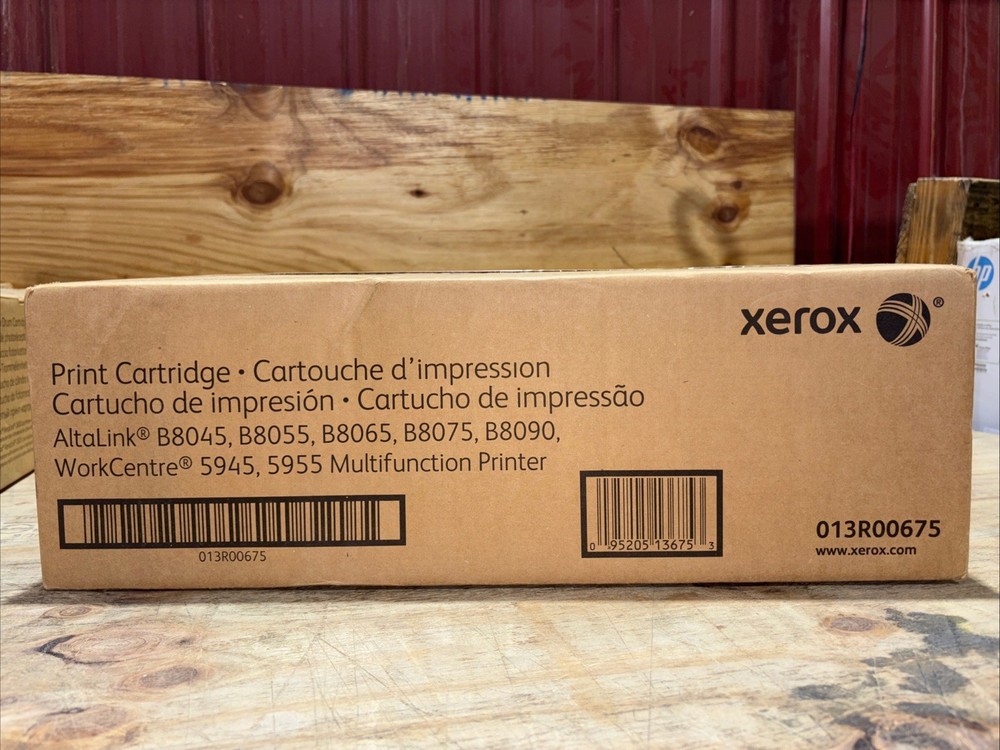 xerox ®
Print Cartridge • Cartouche d'impression
Cartucho de impresión • Cartucho de impressão
AltaLink® B8045, B8055, B8065, B8075, B8090,
WorkCentre® 5945, 5955 Multifunction Printer
013R00675
0 95205 13675 3
013R00675
www.xerox.com
hp